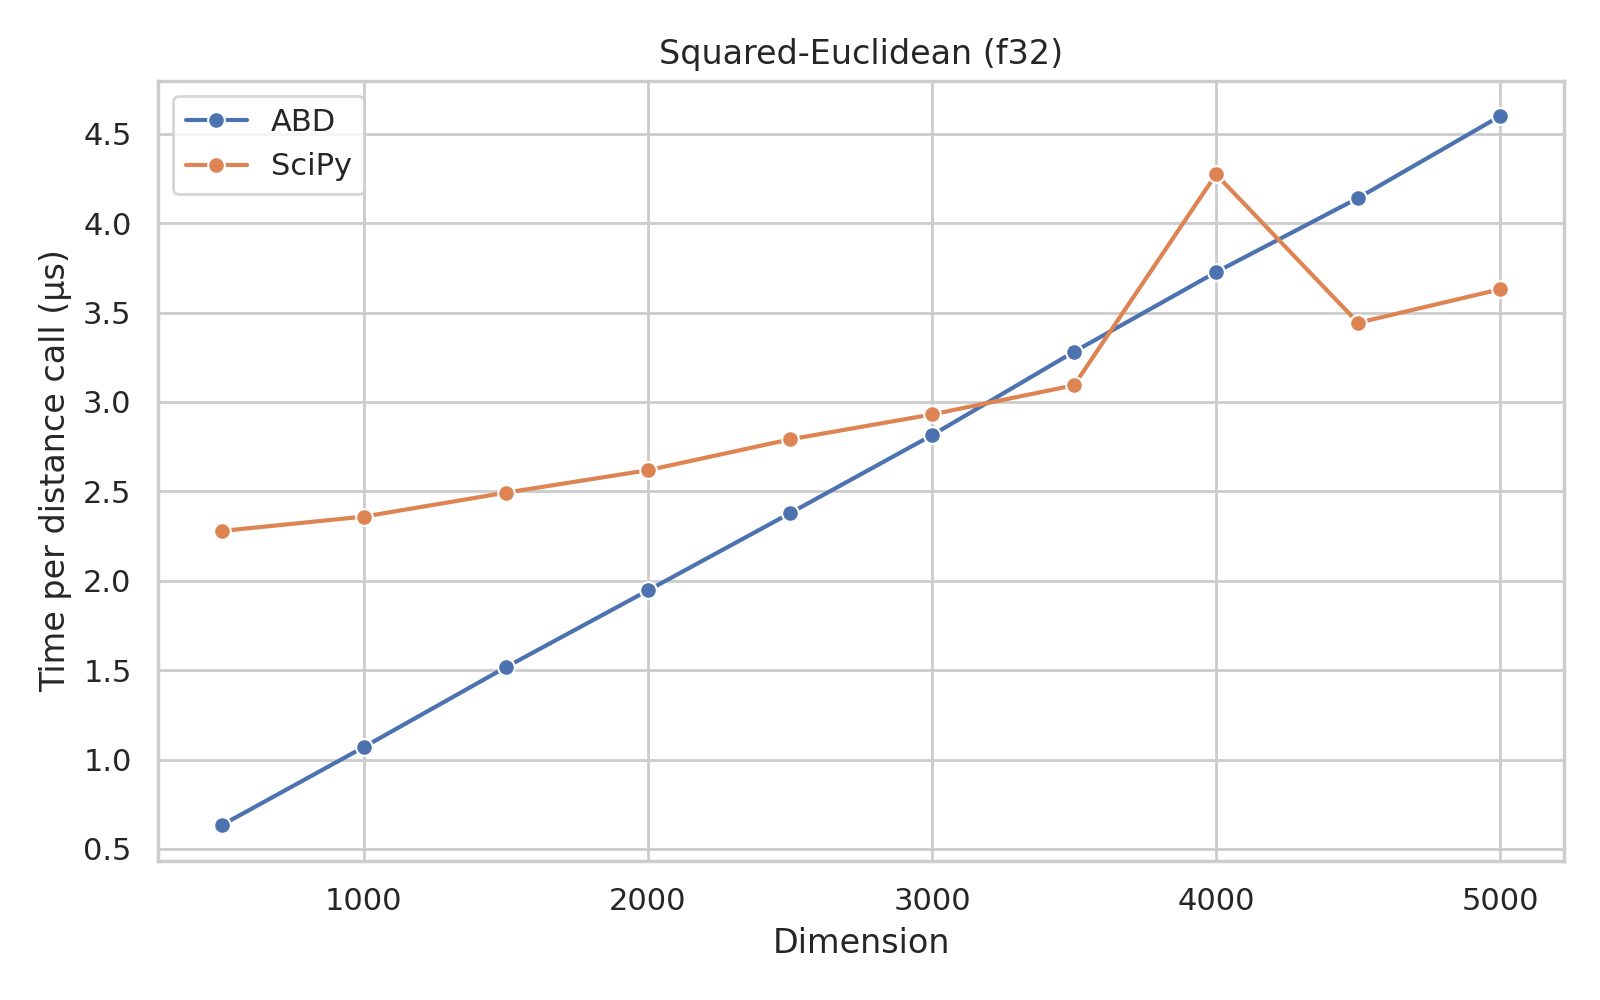 Squared-Euclidean (f32)
ABD
SciPy
Time per distance call (µs)
4.5
4.0
3.5
3.0
2.5
2.0
1.5
1.0
0.5
1000 2000 3000 4000 5000
Dimension